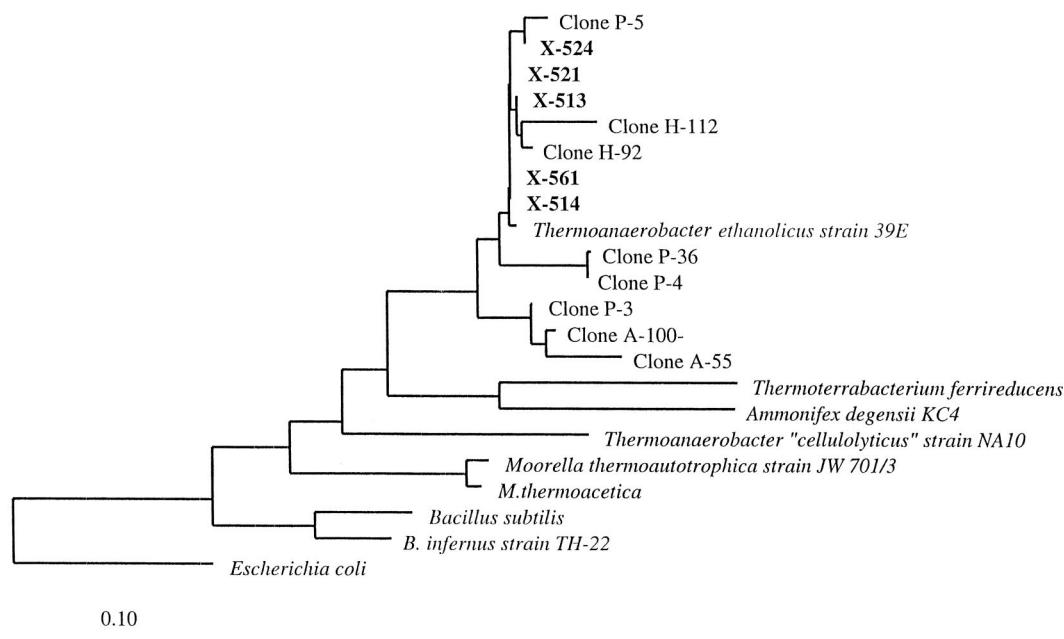 Clone P-5
X-524
X-521
X-513
Clone H-112
Clone H-92
X-561
X-514
Thermoanaerobacter ethanolicus strain 39E
Clone P-36
Clone P-4
Clone P-3
Clone A-100-
Clone A-55
Thermoterrabacterium ferrireducens
Ammonifex degensii KC4
Thermoanaerobacter "cellulolyticus" strain NA10
Moorella thermoautotrophica strain JW 701/3
M.thermoacetica
Bacillus subtilis
B. infernus strain TH-22
Escherichia coli
0.10